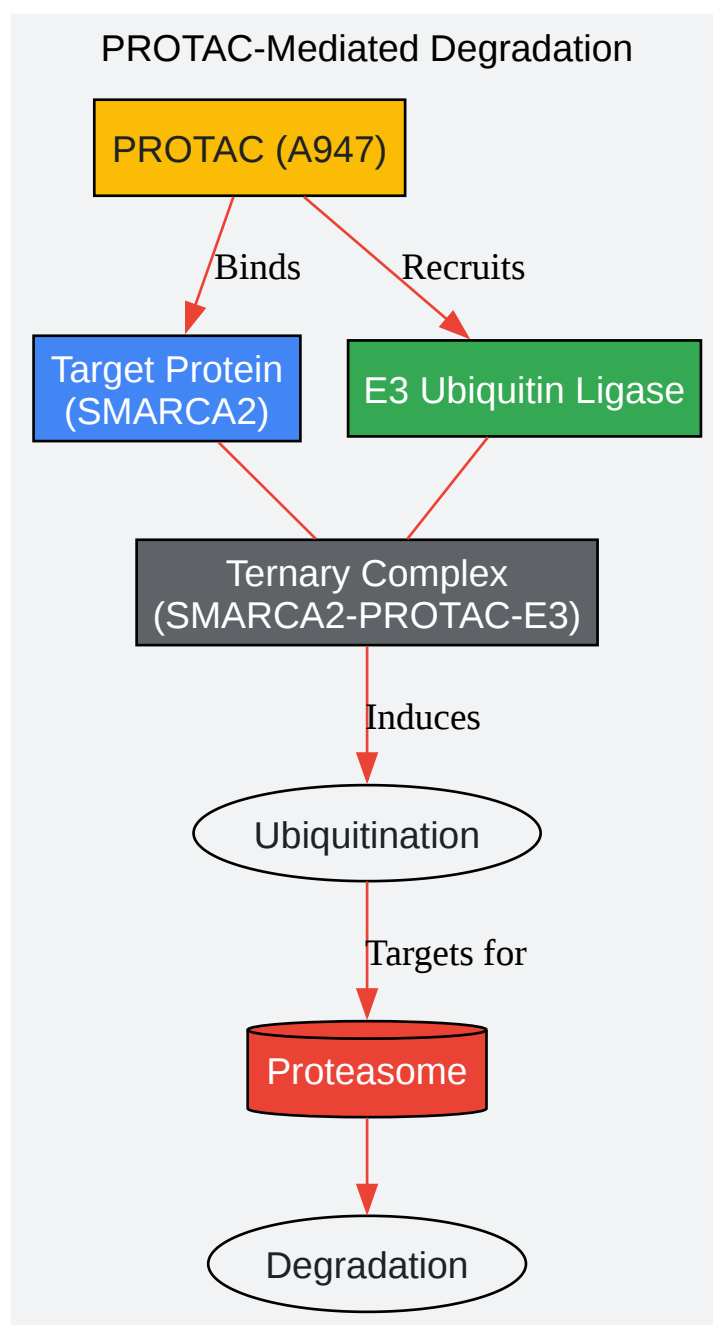 PROTAC-Mediated Degradation
PROTAC (A947)
Binds
Recruits
Target Protein
(SMARCA2)
E3 Ubiquitin Ligase
Ternary Complex
(SMARCA2-PROTAC-E3)
Induces
Ubiquitination
Targets for
Proteasome
Degradation